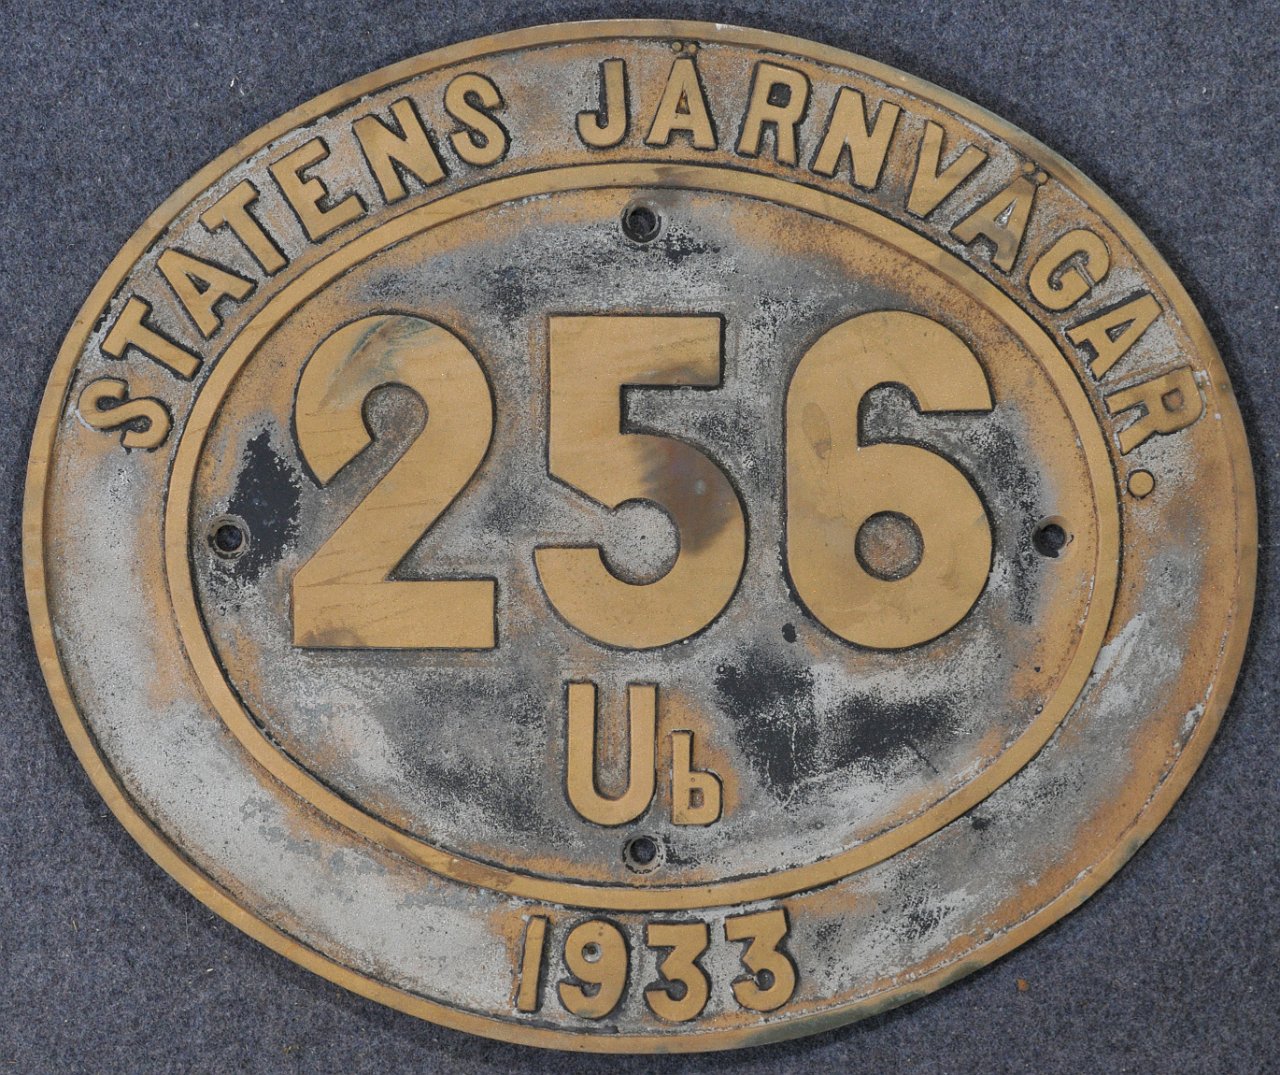 STATENS JÄRNVÄGAR.
256
Ub
1933